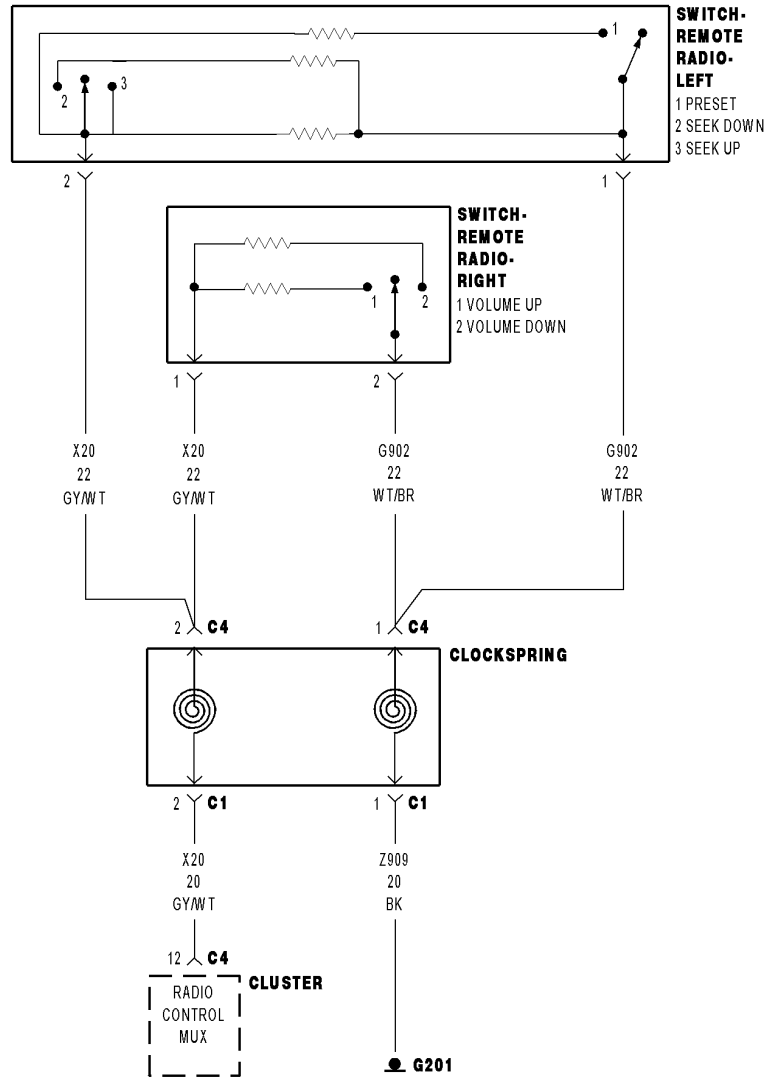 SWITCH-
REMOTE
RADIO-
LEFT
1 PRESET
2 SEEK DOWN
3 SEEK UP
1
2
3
2
1
SWITCH-
REMOTE
RADIO-
RIGHT
1 VOLUME UP
2 VOLUME DOWN
1
2
1
2
X20
22
GY/WT
X20
22
GY/WT
G902
22
WT/BR
G902
22
WT/BR
2 C4
1 C4
CLOCKSPRING
2 C1
1 C1
X20
20
GY/WT
Z909
20
BK
12 C4
CLUSTER
RADIO
CONTROL
MUX
G201